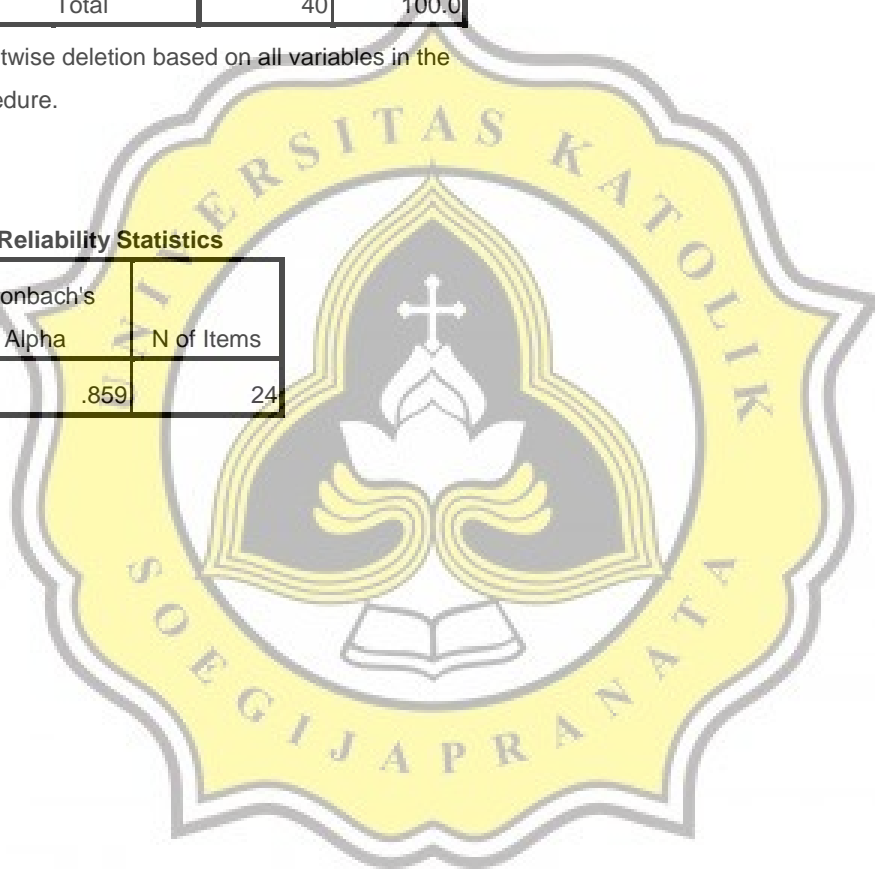 Total 40 100.0
twise deletion based on all variables in the
edure.
Reliability Statistics
onbach's
Alpha N of Items
.859 24
UNIVERSITAS KATOLIK
SOEGIJAPRANATA